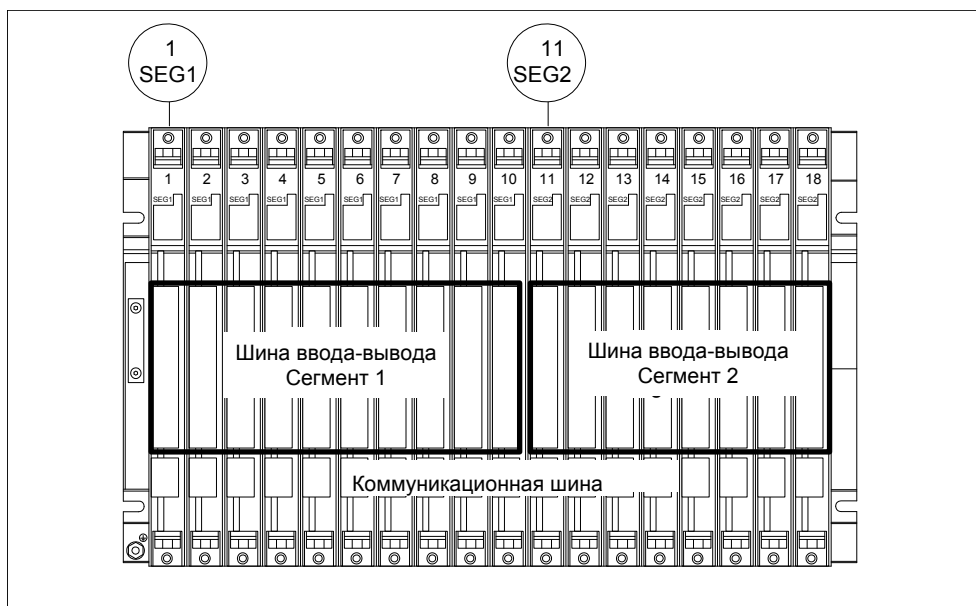 1
SEG1
11
SEG2
1 2 3 4 5 6 7 8 9 10 11 12 13 14 15 16 17 18
SEG1 SEG1 SEG1 SEG1 SEG1 SEG1 SEG1 SEG1 SEG1 SEG1 SEG2 SEG2 SEG2 SEG2 SEG2 SEG2 SEG2 SEG2
Шина ввода-вывода
Сегмент 1
Шина ввода-вывода
Сегмент 2
Коммуникационная шина